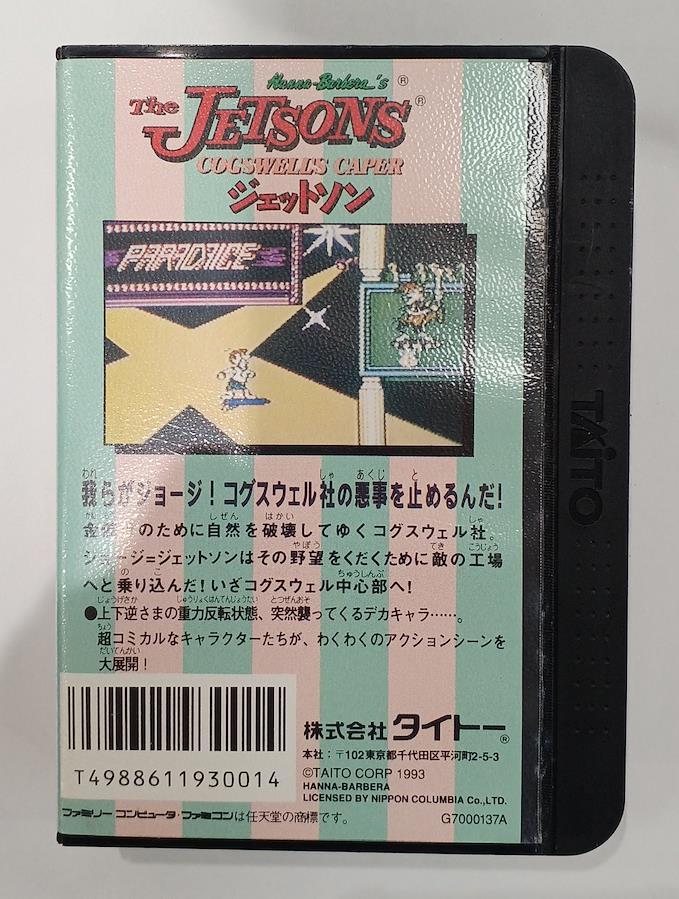 Hanna-Barbera's ®
The JETSONS ®
COGSWELL'S CAPER
ジェットソン
PARADICE
我らがジョージ！コグスウェル社の悪事を止めるんだ！
のために自然を破壊してゆくコグスウェル社。
ジョージ=ジェットソンはその野望をくだくために敵の工場
へと乗り込んだ！いざコグスウェル中心部へ！
●上下逆さまの重力反転状態、突然襲ってくるデカキャラ……。
超コミカルなキャラクターたちが、わくわくのアクションシーンを
大展開！
株式会社タイトー®
本社：〒102東京都千代田区平河町2-5-3
©TAITO CORP 1993
HANNA-BARBERA
LICENSED BY NIPPON COLUMBIA Co.,LTD.
T4988611930014
ファミリーコンピュータ・ファミコンは任天堂の商標です。
G7000137A
TAITO